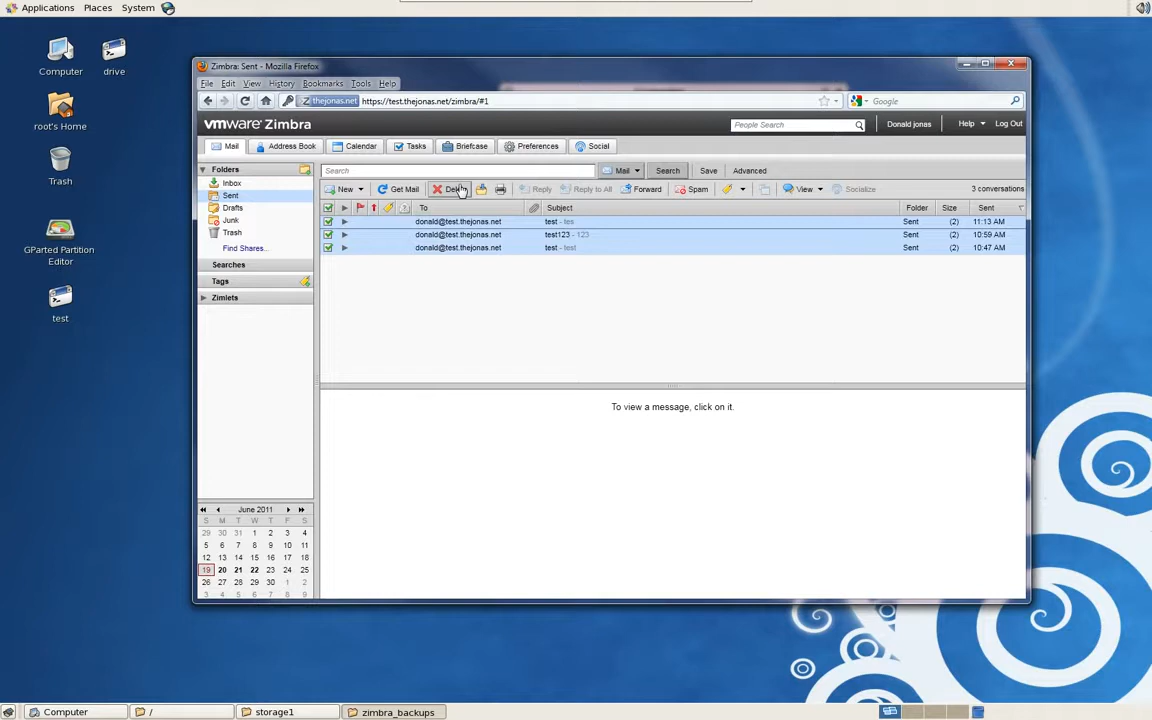 Applications Places System
Computer
drive
root's Home
Trash
GParted Partition
Editor
test
Zimbra: Sent - Mozilla Firefox
File Edit View History Bookmarks Tools Help
thejonas.net https://test.thejonas.net/zimbra/#1
Google
vmware Zimbra
People Search
Donald jonas Help Log Out
Mail Address Book Calendar Tasks Briefcase Preferences Social
Folders
Search Mail Search Save Advanced
Inbox
Sent
Drafts
Junk
Trash
Find Shares...
Searches
Tags
Zimlets
New Get Mail Reply Reply to All Forward Spam View Socialize 3 conversations
To Subject Folder Size Sent
donald@test.thejonas.net test - tes Sent (2) 11:13 AM
donald@test.thejonas.net test123 - 123 Sent (2) 10:59 AM
donald@test.thejonas.net test - test Sent (2) 10:47 AM
To view a message, click on it.
June 2011
S M T W T F S
29 30 31 1 2 3 4
5 6 7 8 9 10 11
12 13 14 15 16 17 18
19 20 21 22 23 24 25
26 27 28 29 30 1 2
3 4 5 6 7 8 9
Computer / storage1 zimbra_backups